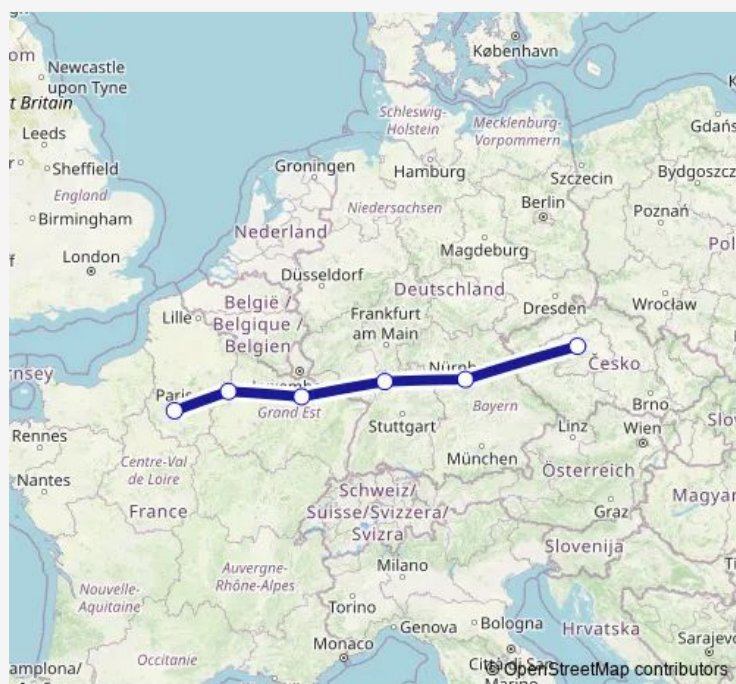 Newcastle
upon Tyne
t Britain
Leeds
Sheffield
England
Birmingham
London
København
Schleswig-
Holstein
Mecklenburg-
Vorpommern
Gdańs
Groningen
Hamburg
Szczecin
Bydgoszcz
Niedersachsen
Berlin
Poznań
Nederland
Magdeburg
Düsseldorf
Deutschland
Lille
België /
Belgique /
Belgien
Frankfurt
am Main
Dresden
Wrocław
Česko
Grand Est
Stuttgart
Bayern
Brno
Linz
Wien
München
Rennes
Nantes
Centre-Val
de Loire
France
Schweiz/
Suisse/Svizzera/
Svizra
Österreich
Graz
Magyar
Slovenija
Auvergne-
Rhône-Alpes
Milano
Nouvelle-
Aquitaine
Torino
Genova
Bologna
Hrvatska
Monaco
Sarajevo
Occitanie
© OpenStreetMap contributors